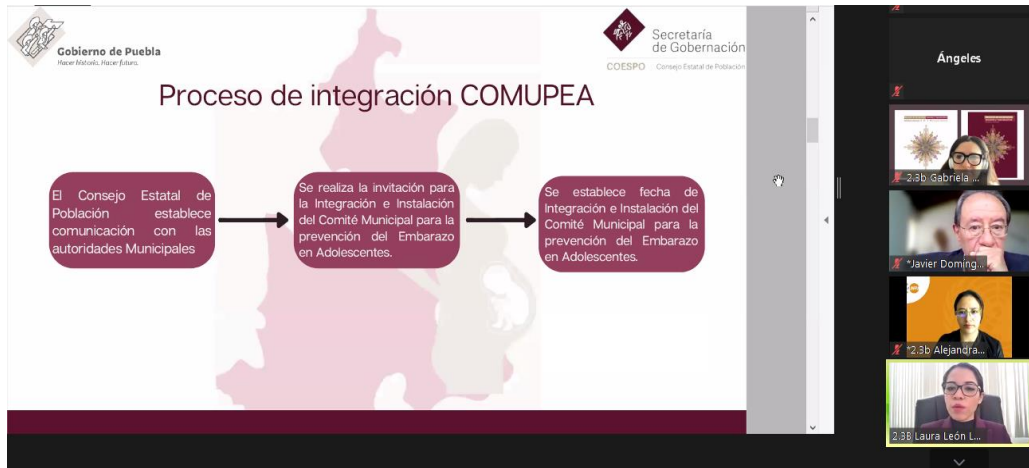 Gobierno de Puebla
Hacer historia. Hacer futuro.
Secretaría
de Gobernación
COESPO
Consejo Estatal de Población
Proceso de integración COMUPEA
El Consejo Estatal de
Población establece
comunicación con las
autoridades Municipales
Se realiza la invitación para
la Integración e Instalación
del Comité Municipal para la
prevención del Embarazo
en Adolescentes.
Se establece fecha de
Integración e Instalación del
Comité Municipal para la
prevención del Embarazo
en Adolescentes.
Ángeles
2.3b Gabriela ...
*Javier Doming...
*2.3b Alejandra...
2.3B Laura León L...